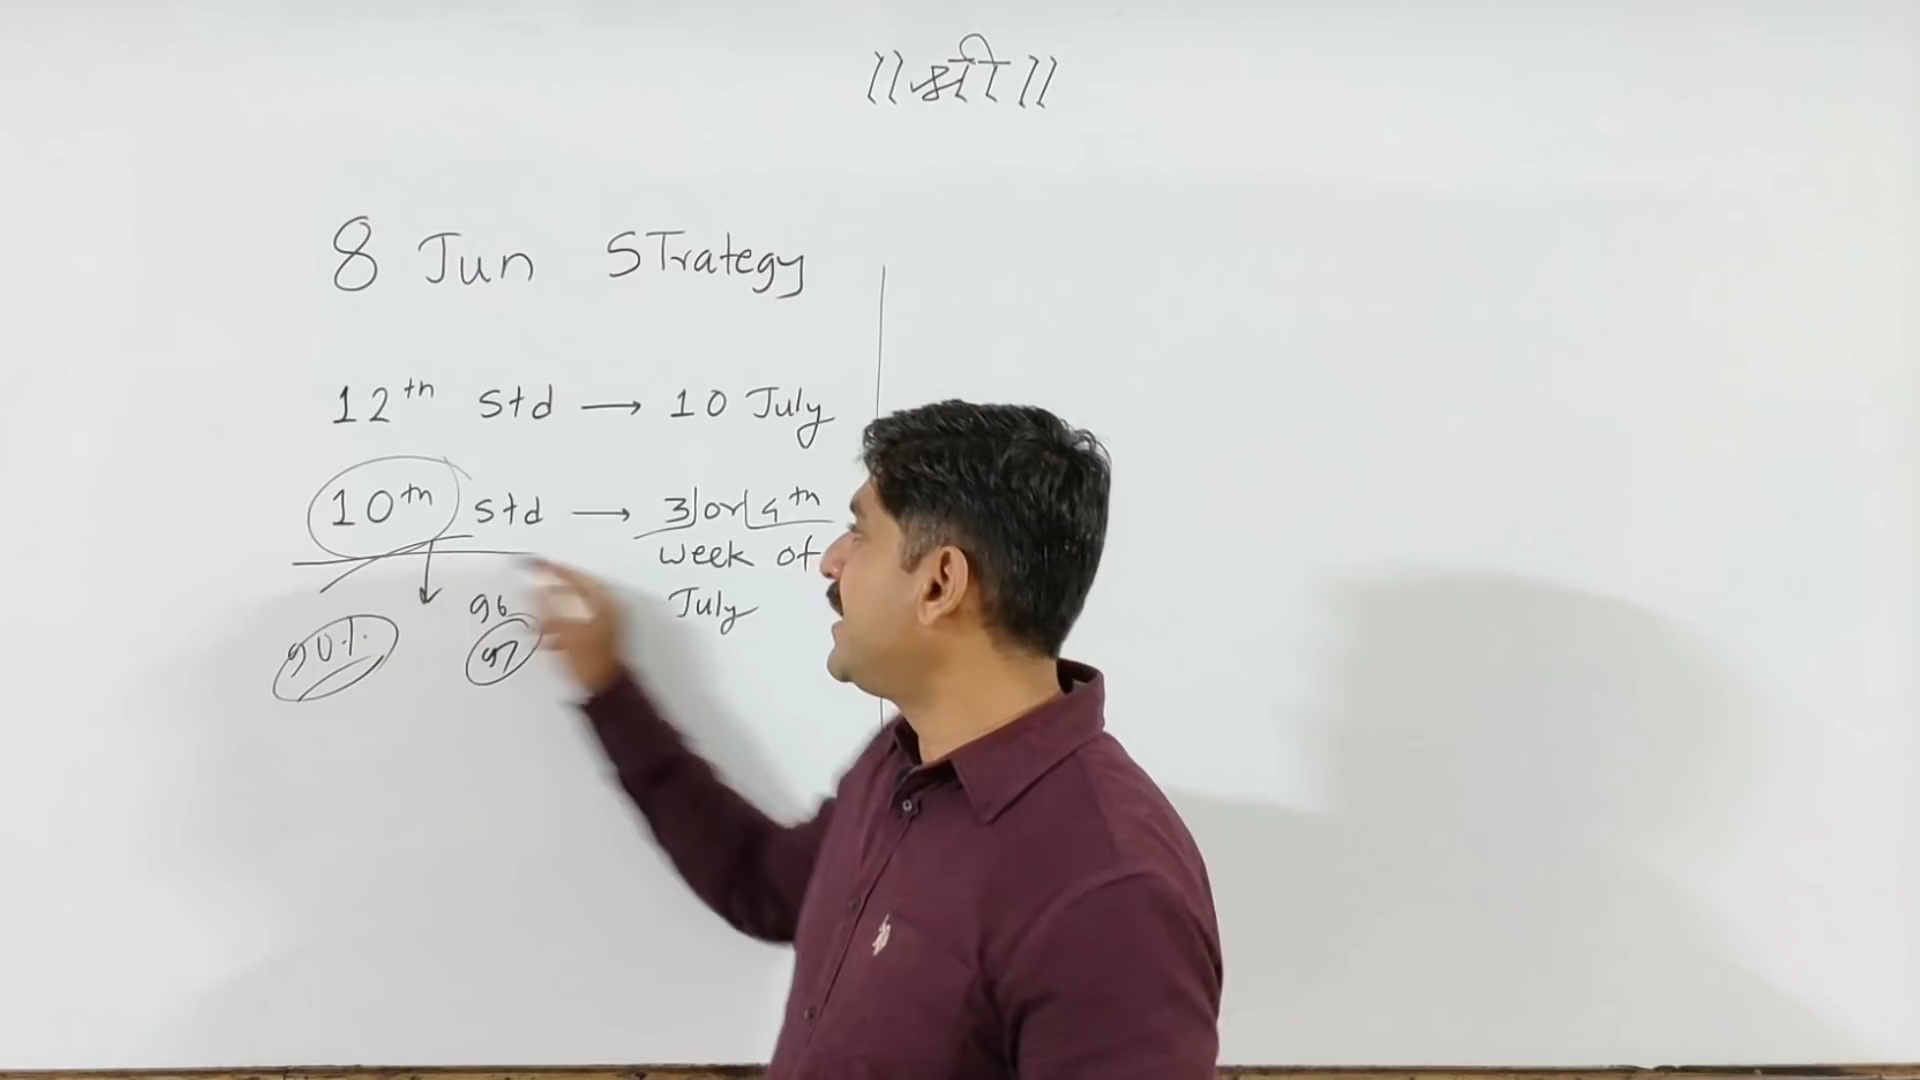 ॥ श्री ॥
8 Jun STrategy
12th std → 10 July
10th std → 3 or 4th
week of
July
96
90%
97